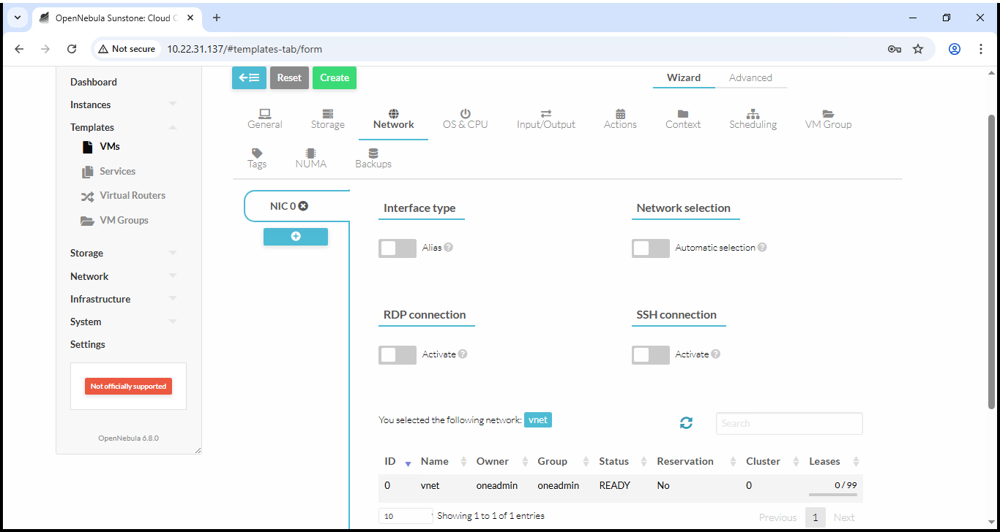 OpenNebula Sunstone: Cloud C
Not secure
10.22.31.137/#templates-tab/form
Dashboard
Instances
Templates
VMs
Services
Virtual Routers
VM Groups
Storage
Network
Infrastructure
System
Settings
Not officially supported
OpenNebula 6.8.0
Reset
Create
Wizard
Advanced
General
Storage
Network
OS & CPU
Input/Output
Actions
Context
Scheduling
VM Group
Tags
NUMA
Backups
NIC 0
Interface type
Alias
Network selection
Automatic selection
RDP connection
Activate
SSH connection
Activate
You selected the following network: vnet
Search
ID Name Owner Group Status Reservation Cluster Leases
0 vnet oneadmin oneadmin READY No 0 0 / 99
10
Showing 1 to 1 of 1 entries
Previous 1 Next